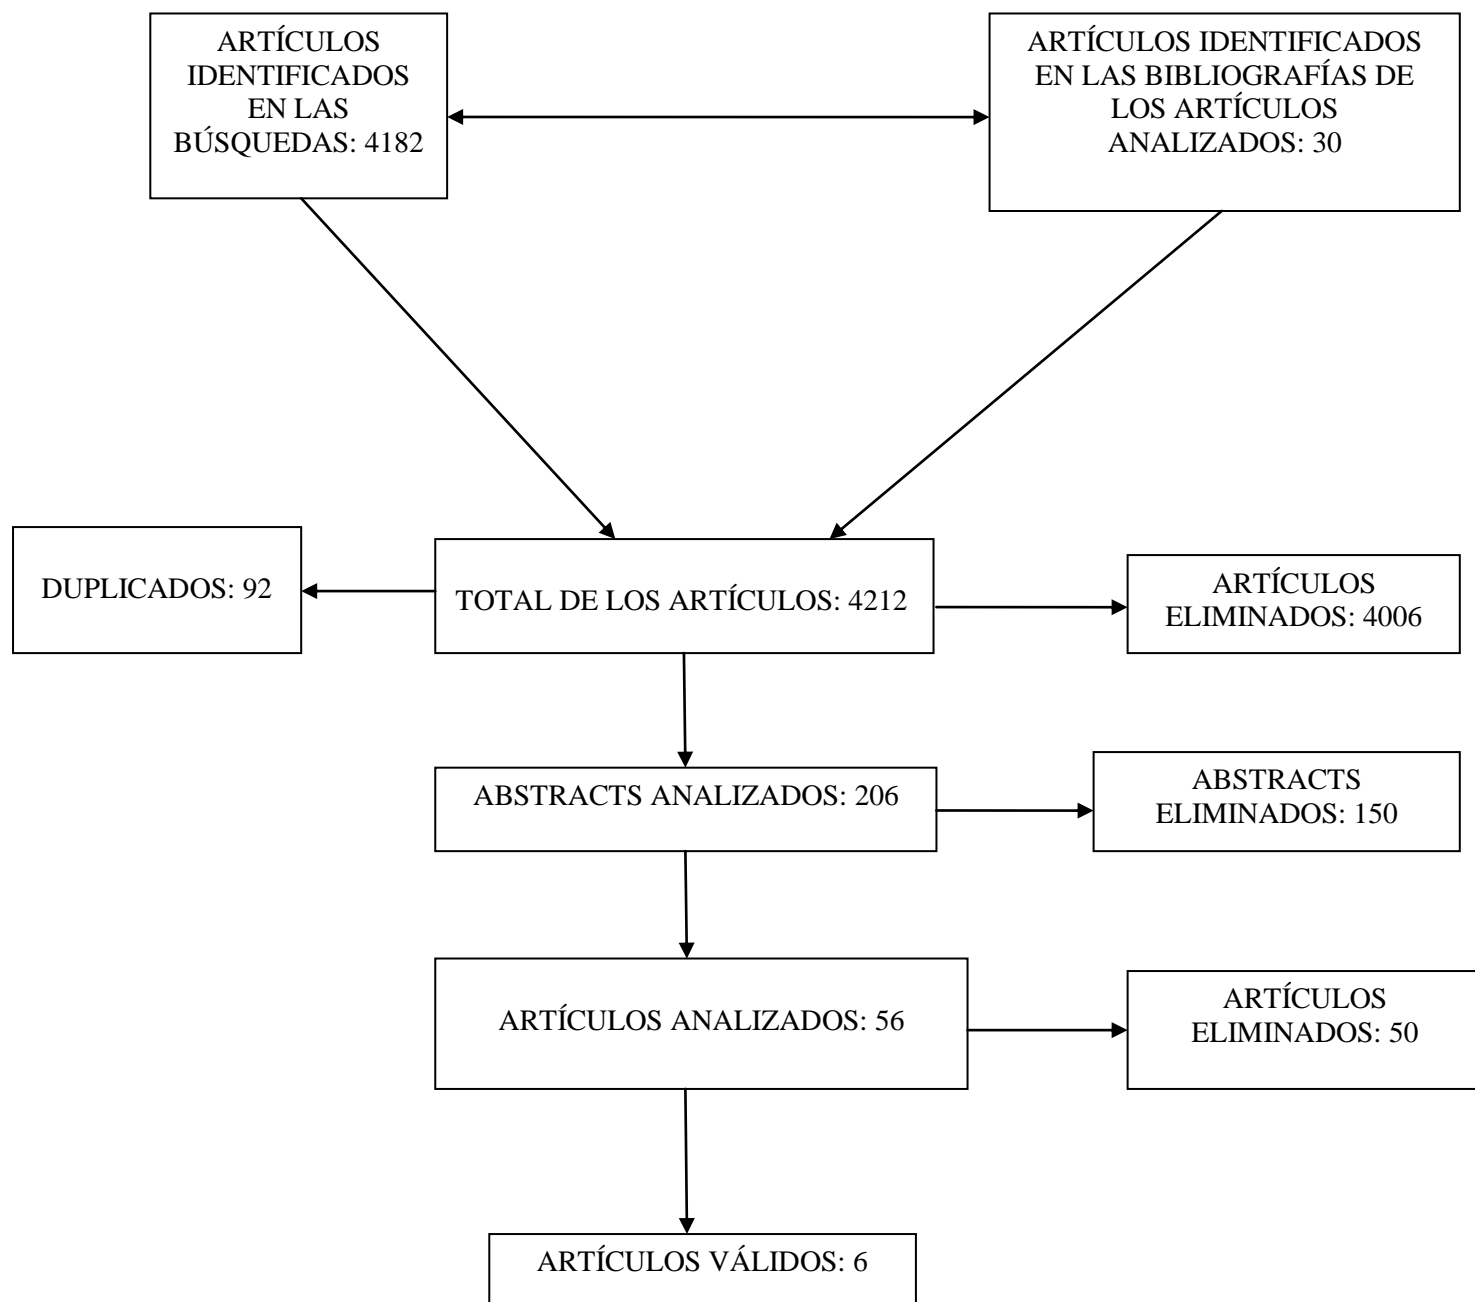 ARTÍCULOS
IDENTIFICADOS
EN LAS
BÚSQUEDAS: 4182
ARTÍCULOS IDENTIFICADOS
EN LAS BIBLIOGRAFÍAS DE
LOS ARTÍCULOS
ANALIZADOS: 30
DUPLICADOS: 92
TOTAL DE LOS ARTÍCULOS: 4212
ARTÍCULOS
ELIMINADOS: 4006
ABSTRACTS ANALIZADOS: 206
ABSTRACTS
ELIMINADOS: 150
ARTÍCULOS ANALIZADOS: 56
ARTÍCULOS
ELIMINADOS: 50
ARTÍCULOS VÁLIDOS: 6